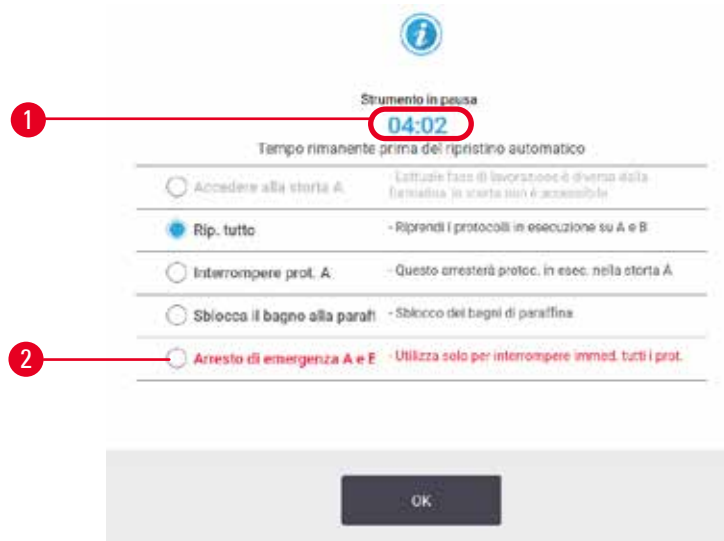 Strumento in pausa
1
04:02
Tempo rimanente prima del ripristino automatico
Accedere alla storta A - L'attuale fase di lavorazione è diversa dalla
formalina, la storta non è accessibile
Rip. tutto - Riprendi i protocolli in esecuzione su A e B
Interrompere prot. A - Questo arresterà protoc. in esec. nella storta A
Sblocca il bagno alla paraff - Sblocco dei bagni di paraffina
2
Arresto di emergenza A e B - Utilizza solo per interrompere immed. tutti i prot.
OK